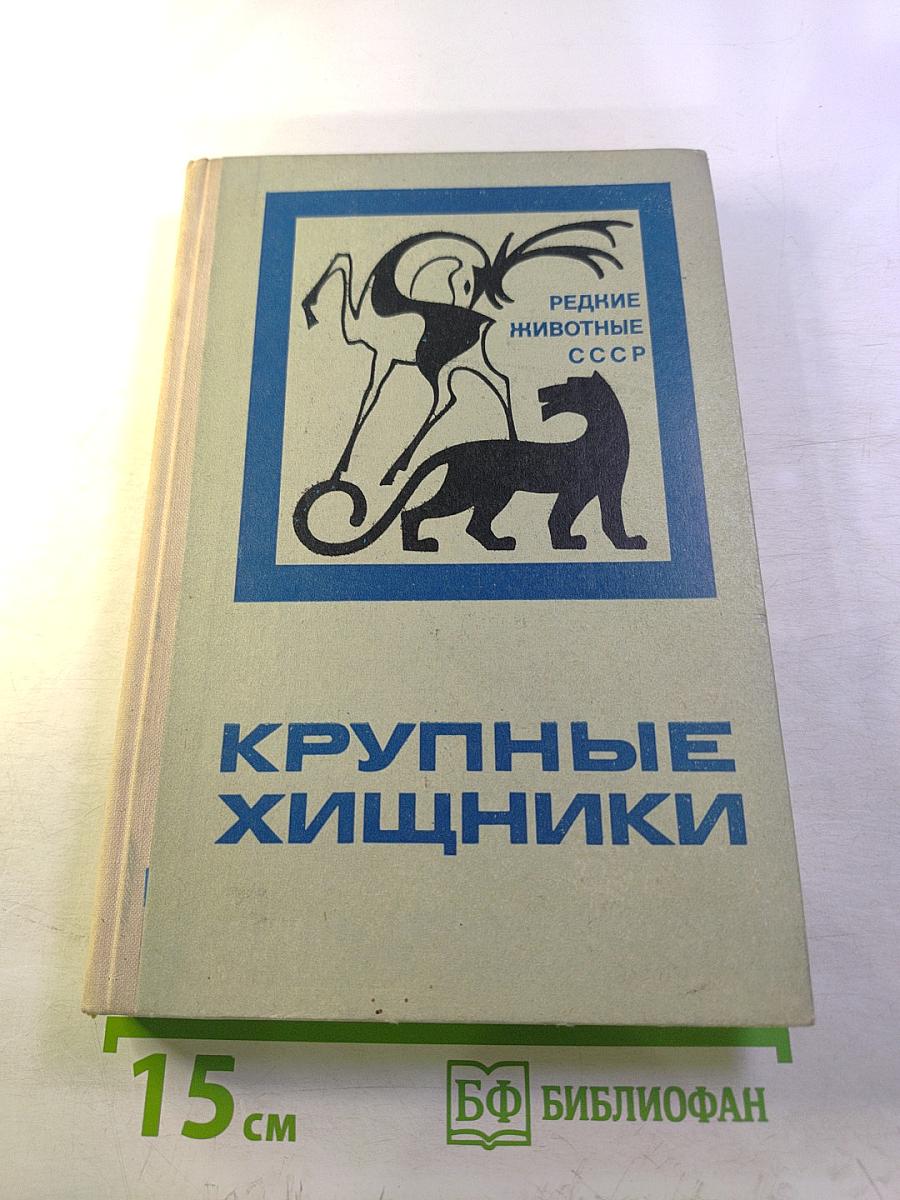 РЕДКИЕ
ЖИВОТНЫЕ
СССР
КРУПНЫЕ
ХИЩНИКИ
15 см
БФ БИБЛИОФАН